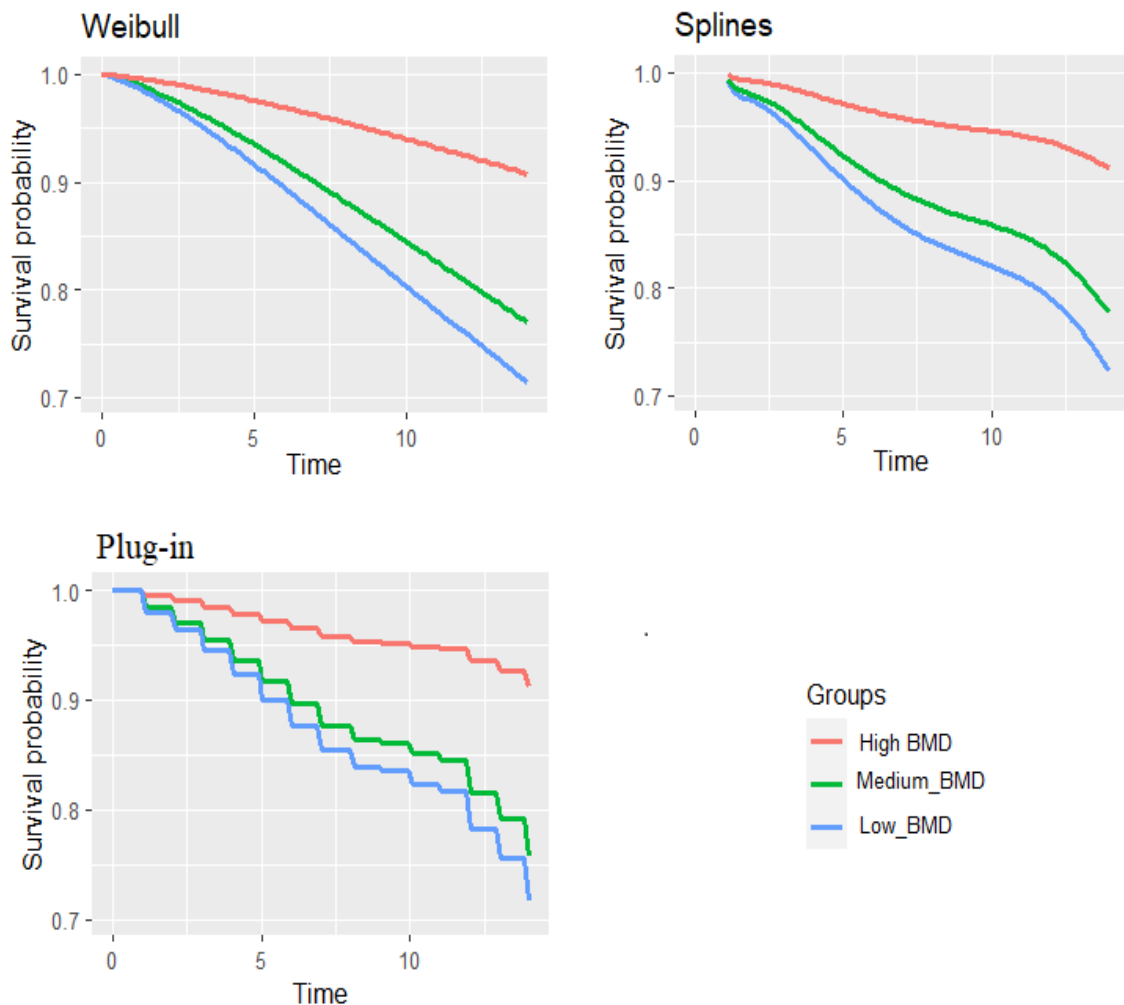 Weibull
Survival probability
1.0
0.9
0.8
0.7
0
5
10
Time
Splines
Survival probability
1.0
0.9
0.8
0.7
0
5
10
Time
Plug-in
Survival probability
1.0
0.9
0.8
0.7
0
5
10
Time
Groups
High BMD
Medium_BMD
Low_BMD